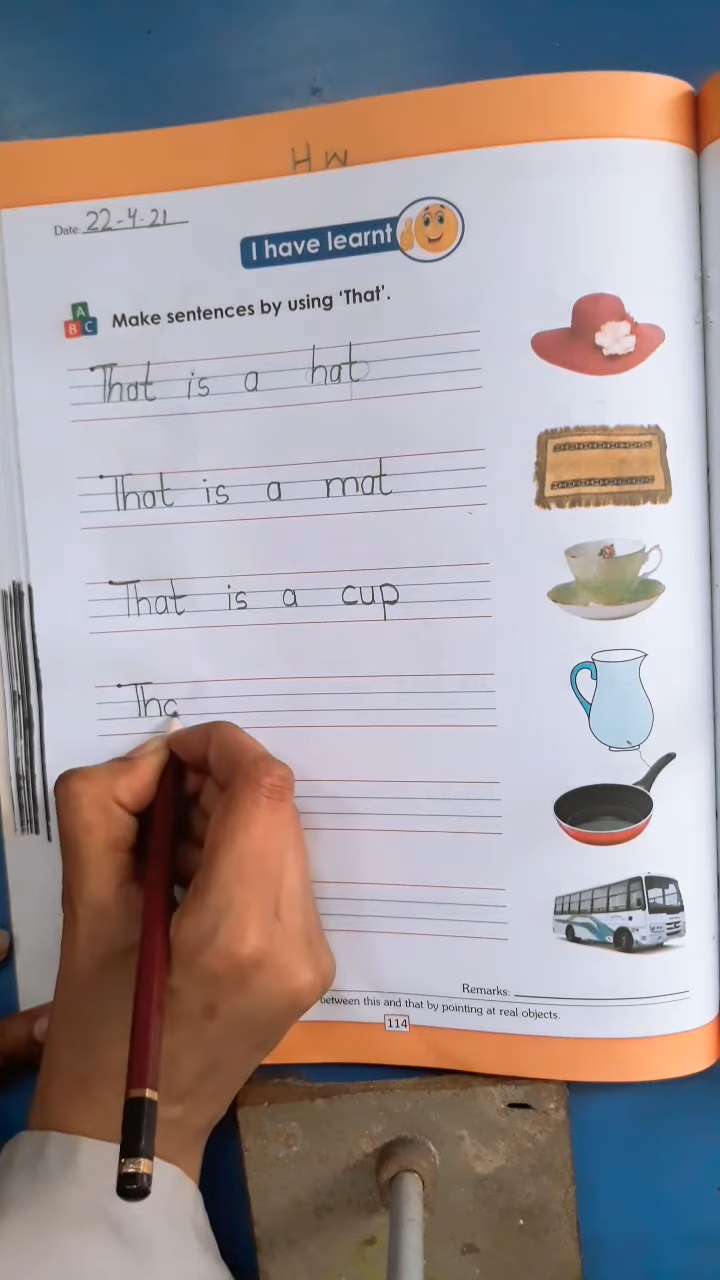 H W
Date: 22-4-21
I have learnt
A
B C
Make sentences by using 'That'.
That is a hat
That is a mat
That is a cup
Tha
Remarks:
between this and that by pointing at real objects.
114